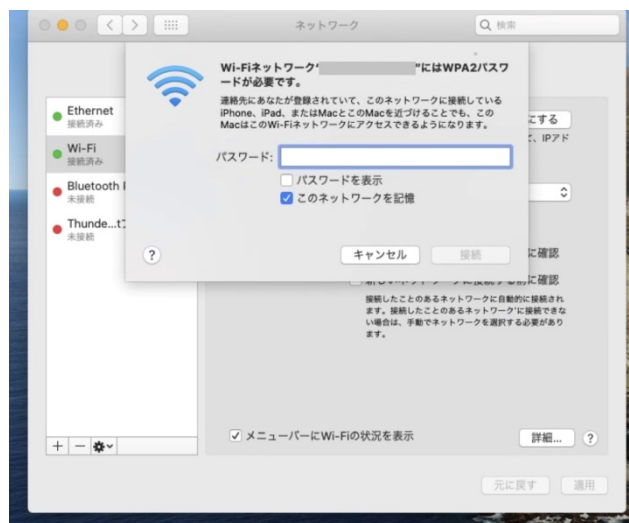 ネットワーク
検索
Wi-Fiネットワーク“
”にはWPA2パスワ
ードが必要です。
連絡先にあなたが登録されていて、このネットワークに接続している
iPhone、iPad、またはMacとこのMacを近づけることでも、この
MacはこのWi-Fiネットワークにアクセスできるようになります。
パスワード:
パスワードを表示
このネットワークを記憶
?
キャンセル
接続
Ethernet
接続済み
Wi-Fi
接続済み
Bluetooth
未接続
Thunde...t
未接続
にする
、IPアド
に確認
に確認
接続したことのあるネットワークに自動的に接続され
ます。接続したことのあるネットワークに接続できな
い場合は、手動でネットワークを選択する必要があり
ます。
メニューバーにWi-Fiの状況を表示
詳細...
?
+ −
元に戻す
適用